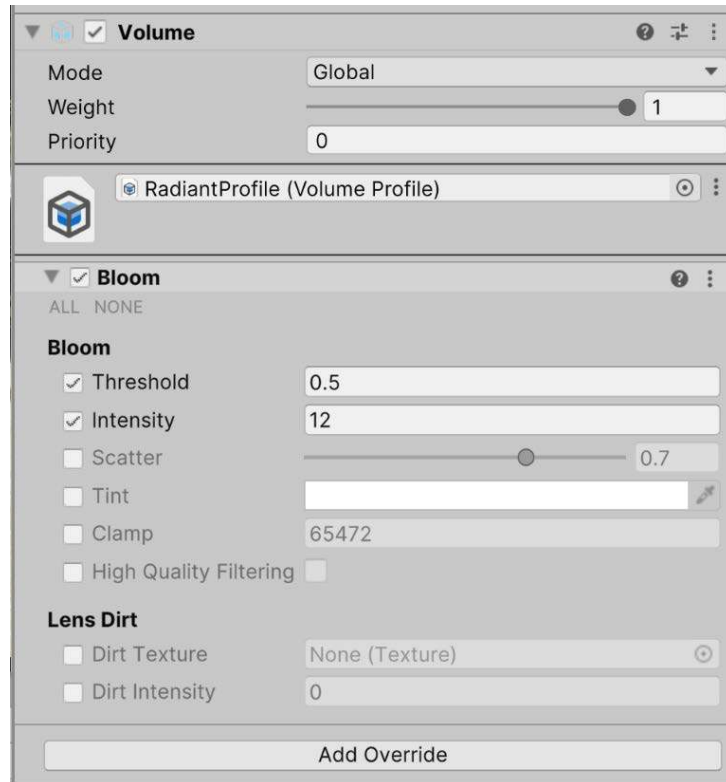 Volume
Mode Global
Weight 1
Priority 0
RadiantProfile (Volume Profile)
Bloom
ALL NONE
Bloom
Threshold 0.5
Intensity 12
Scatter 0.7
Tint
Clamp 65472
High Quality Filtering
Lens Dirt
Dirt Texture None (Texture)
Dirt Intensity 0
Add Override